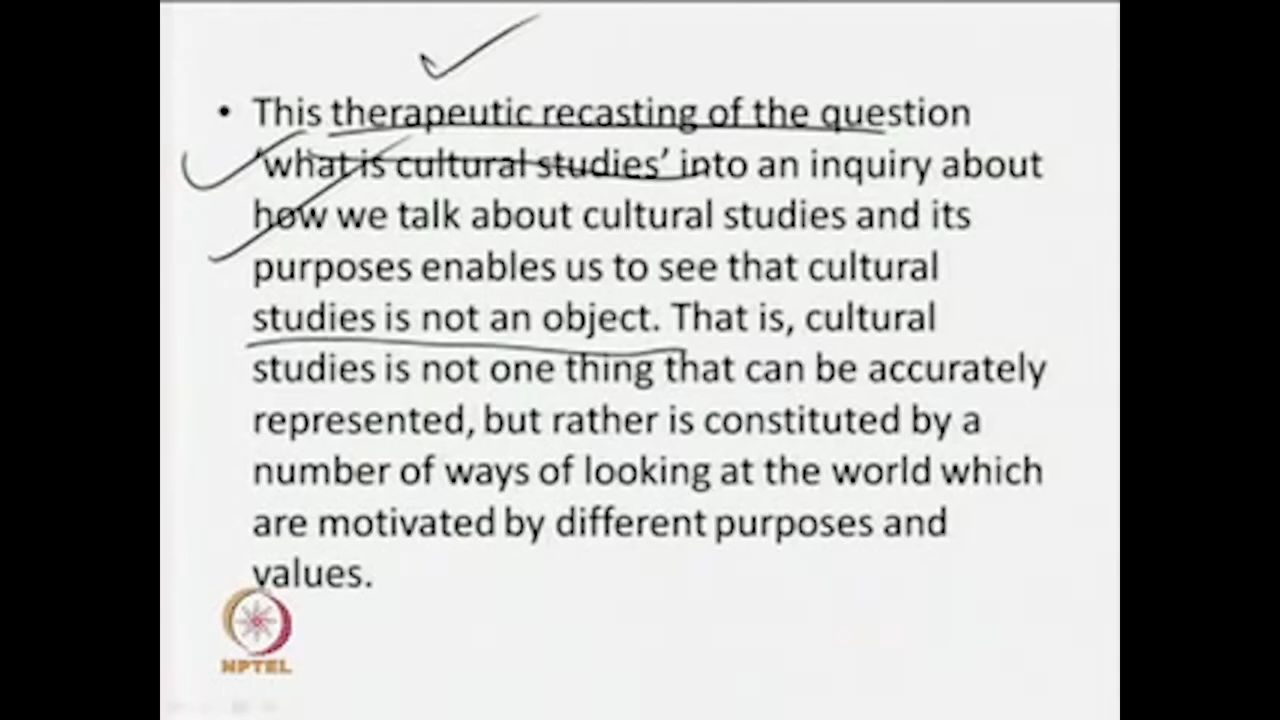 • This therapeutic recasting of the question
‘what is cultural studies’ into an inquiry about
how we talk about cultural studies and its
purposes enables us to see that cultural
studies is not an object. That is, cultural
studies is not one thing that can be accurately
represented, but rather is constituted by a
number of ways of looking at the world which
are motivated by different purposes and
values.
NPTEL